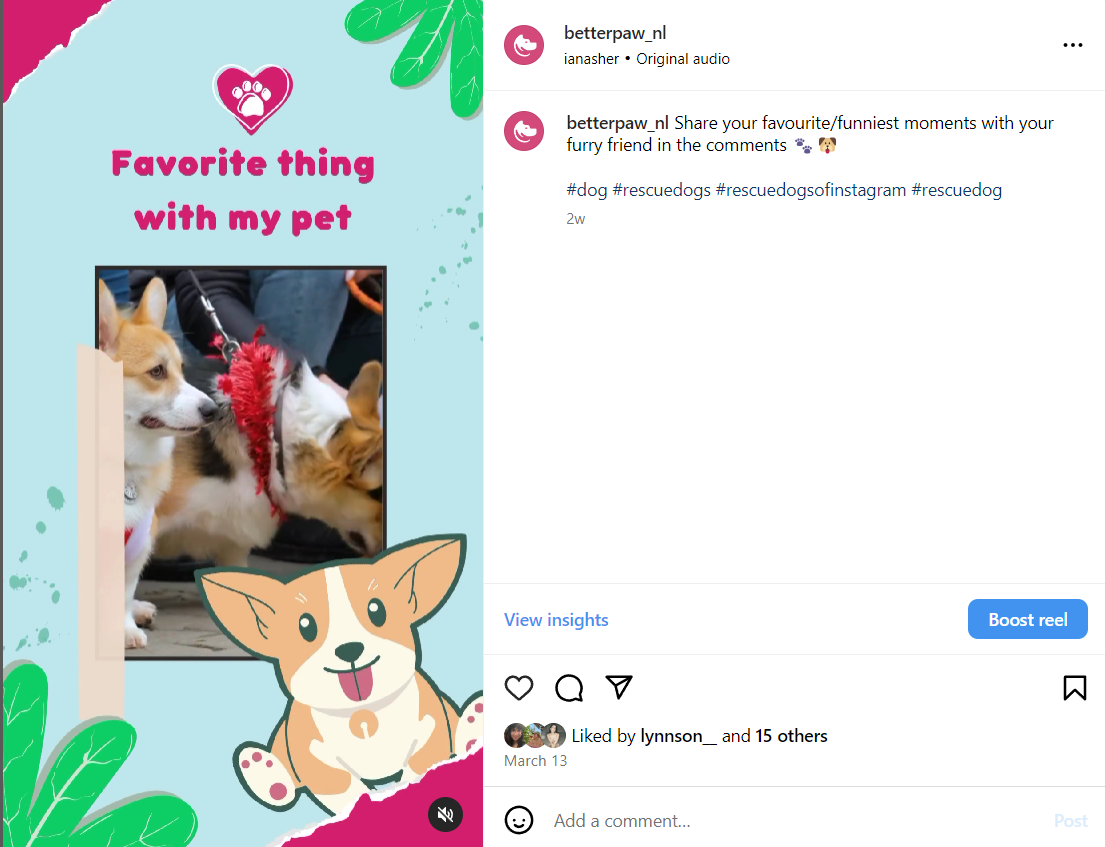 Favorite thing
with my pet
betterpaw_nl
ianasher • Original audio
betterpaw_nl Share your favourite/funniest moments with your
furry friend in the comments 🐾 🐶
#dog #rescuedogs #rescuedogsofinstagram #rescuedog
2w
View insights
Boost reel
Liked by lynnson__ and 15 others
March 13
Add a comment...
Post